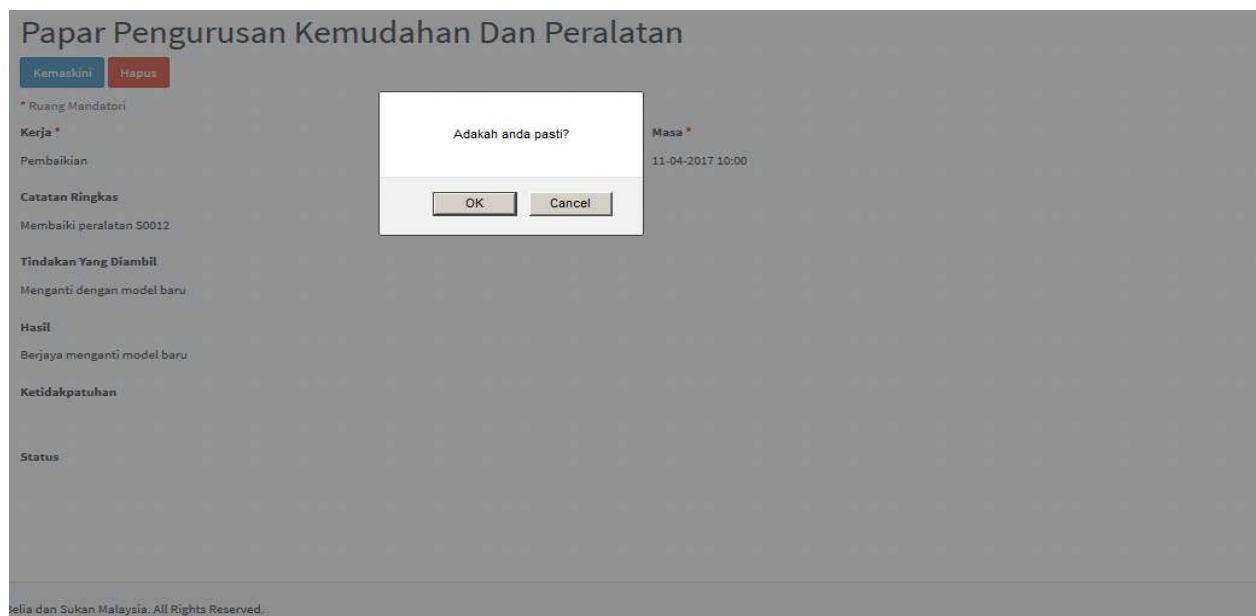 Papar Pengurusan Kemudahan Dan Peralatan
Kemaskini Hapus
* Ruang Mandatori
Kerja * Masa *
Pembaikian 11-04-2017 10:00
Adakah anda pasti?
OK Cancel
Catatan Ringkas
Membaiki peralatan S0012
Tindakan Yang Diambil
Menganti dengan model baru
Hasil
Berjaya menganti model baru
Ketidakpatuhan
Status
Belia dan Sukan Malaysia. All Rights Reserved.